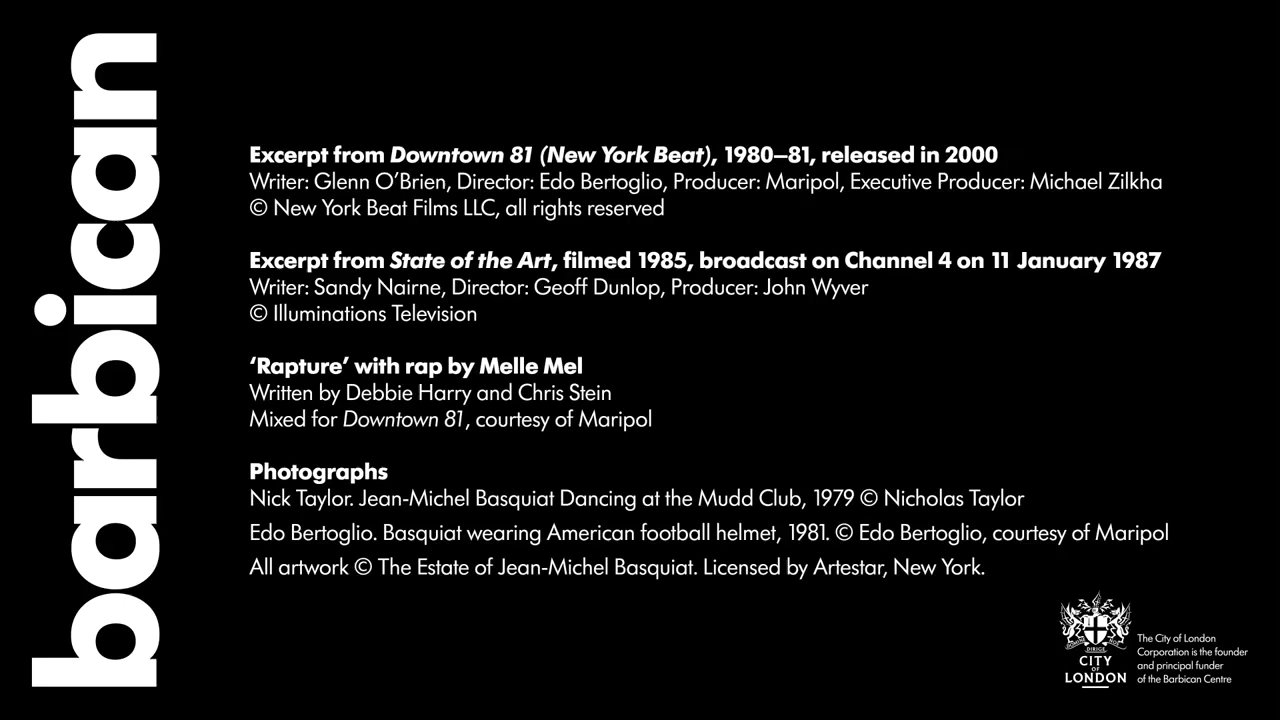 barbican
Excerpt from Downtown 81 (New York Beat), 1980–81, released in 2000
Writer: Glenn O’Brien, Director: Edo Bertoglio, Producer: Maripol, Executive Producer: Michael Zilkha
© New York Beat Films LLC, all rights reserved
Excerpt from State of the Art, filmed 1985, broadcast on Channel 4 on 11 January 1987
Writer: Sandy Nairne, Director: Geoff Dunlop, Producer: John Wyver
© Illuminations Television
‘Rapture’ with rap by Melle Mel
Written by Debbie Harry and Chris Stein
Mixed for Downtown 81, courtesy of Maripol
Photographs
Nick Taylor. Jean-Michel Basquiat Dancing at the Mudd Club, 1979 © Nicholas Taylor
Edo Bertoglio. Basquiat wearing American football helmet, 1981. © Edo Bertoglio, courtesy of Maripol
All artwork © The Estate of Jean-Michel Basquiat. Licensed by Artestar, New York.
DIRIGE
CITY
OF
LONDON
The City of London
Corporation is the founder
and principal funder
of the Barbican Centre